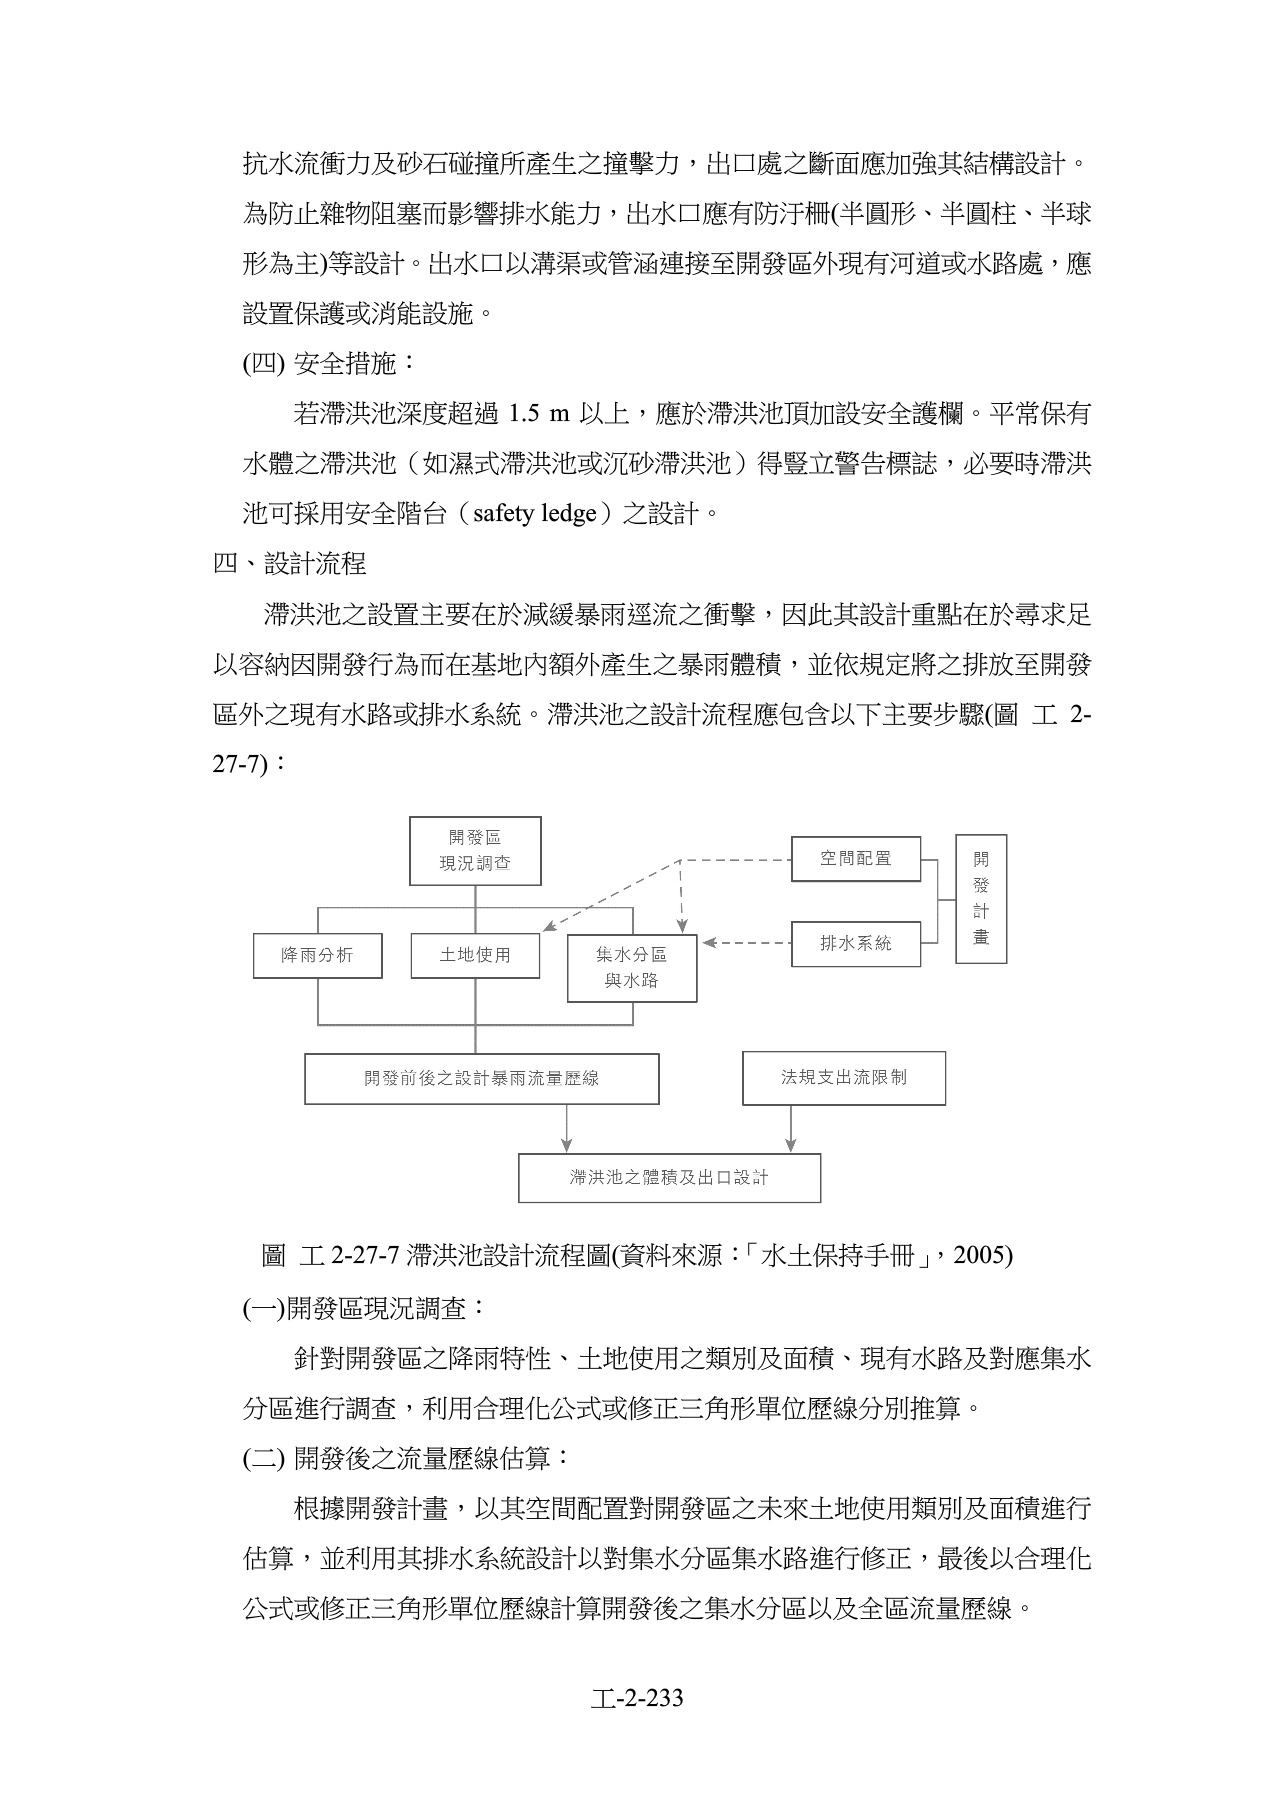 抗水流衝力及砂石碰撞所產生之撞擊力，出口處之斷面應加強其結構設計。
為防止雜物阻塞而影響排水能力，出水口應有防汙柵(半圓形、半圓柱、半球
形為主)等設計。出水口以溝渠或管涵連接至開發區外現有河道或水路處，應
設置保護或消能設施。
(四) 安全措施：
若滯洪池深度超過 1.5 m 以上，應於滯洪池頂加設安全護欄。平常保有
水體之滯洪池（如濕式滯洪池或沉砂滯洪池）得豎立警告標誌，必要時滯洪
池可採用安全階台（safety ledge）之設計。
四、設計流程
滯洪池之設置主要在於減緩暴雨逕流之衝擊，因此其設計重點在於尋求足
以容納因開發行為而在基地內額外產生之暴雨體積，並依規定將之排放至開發
區外之現有水路或排水系統。滯洪池之設計流程應包含以下主要步驟(圖 工 2-
27-7)：
開發區
現況調查
空間配置
排水系統
開
發
計
畫
降雨分析
土地使用
集水分區
與水路
開發前後之設計暴雨流量歷線
法規支出流限制
滯洪池之體積及出口設計
圖 工 2-27-7 滯洪池設計流程圖(資料來源：「水土保持手冊」，2005)
(一)開發區現況調查：
針對開發區之降雨特性、土地使用之類別及面積、現有水路及對應集水
分區進行調查，利用合理化公式或修正三角形單位歷線分別推算。
(二) 開發後之流量歷線估算：
根據開發計畫，以其空間配置對開發區之未來土地使用類別及面積進行
估算，並利用其排水系統設計以對集水分區集水路進行修正，最後以合理化
公式或修正三角形單位歷線計算開發後之集水分區以及全區流量歷線。
工-2-233